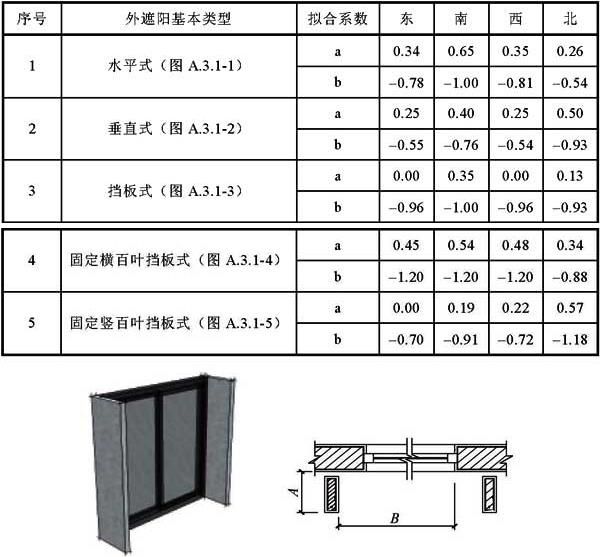 序号 外遮阳基本类型 拟合系数 东 南 西 北
1 水平式（图 A.3.1-1） a 0.34 0.65 0.35 0.26
b −0.78 −1.00 −0.81 −0.54
2 垂直式（图 A.3.1-2） a 0.25 0.40 0.25 0.50
b −0.55 −0.76 −0.54 −0.93
3 挡板式（图 A.3.1-3） a 0.00 0.35 0.00 0.13
b −0.96 −1.00 −0.96 −0.93
4 固定横百叶挡板式（图 A.3.1-4） a 0.45 0.54 0.48 0.34
b −1.20 −1.20 −1.20 −0.88
5 固定竖百叶挡板式（图 A.3.1-5） a 0.00 0.19 0.22 0.57
b −0.70 −0.91 −0.72 −1.18
A
B